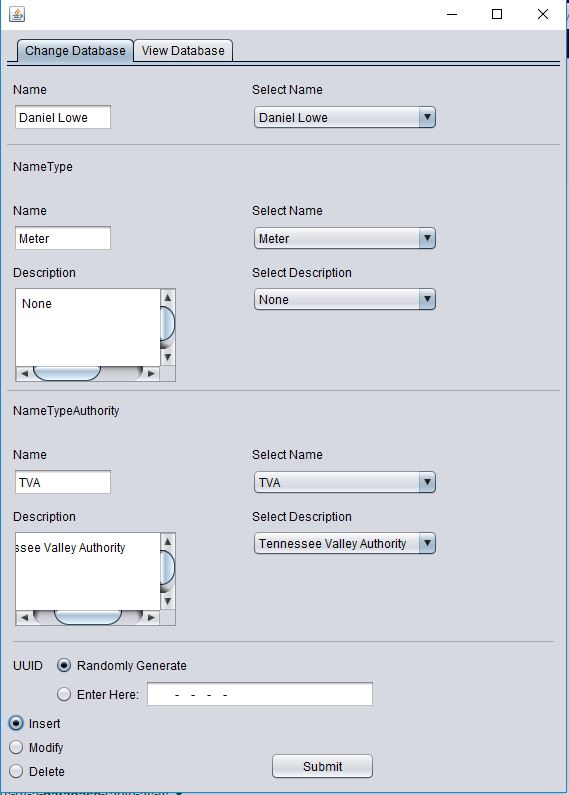 Change Database View Database
Name Select Name
Daniel Lowe Daniel Lowe
NameType
Name Select Name
Meter Meter
Description Select Description
None None
NameTypeAuthority
Name Select Name
TVA TVA
Description Select Description
ssee Valley Authority Tennessee Valley Authority
UUID Randomly Generate
Enter Here: - - - -
Insert
Modify
Delete Submit